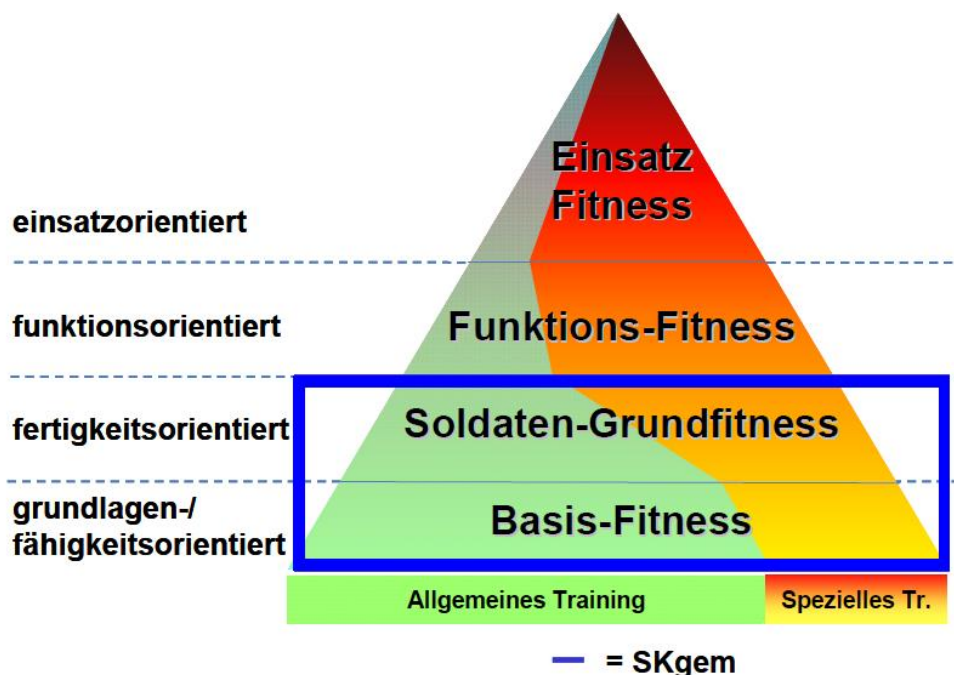 Einsatz
Fitness
einsatzorientiert
funktionsorientiert
Funktions-Fitness
fertigkeitsorientiert
Soldaten-Grundfitness
grundlagen-/
fähigkeitsorientiert
Basis-Fitness
Allgemeines Training
Spezielles Tr.
= SKgem